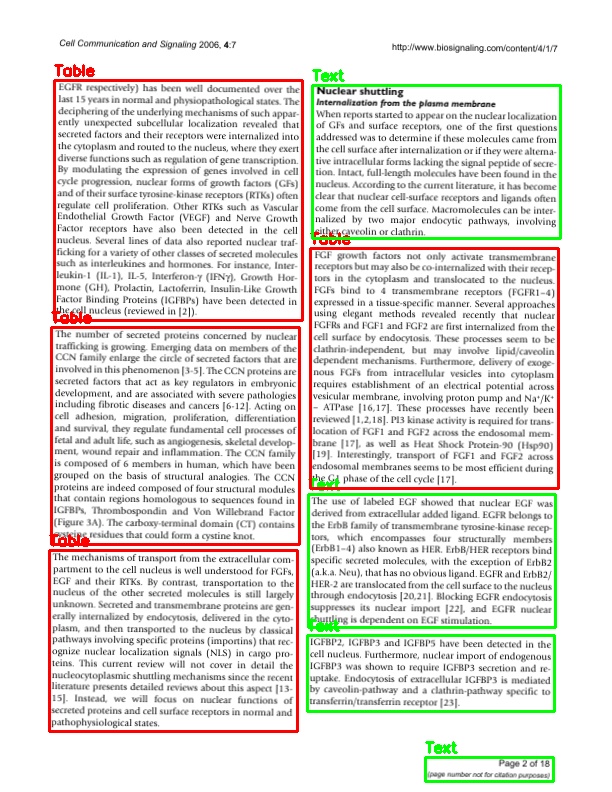 Cell Communication and Signaling 2006, 4:7
http://www.biosignaling.com/content/4/1/7
Table
EGFR respectively) has been well documented over the
last 15 years in normal and physiopathological states. The
deciphering of the underlying mechanisms of such appar-
ently unexpected subcellular localization revealed that
secreted factors and their receptors were internalized into
the cytoplasm and routed to the nucleus, where they exert
diverse functions such as regulation of gene transcription.
By modulating the expression of genes involved in cell
cycle progression, nuclear forms of growth factors (GFs)
and of their surface tyrosine-kinase receptors (RTKs) often
regulate cell proliferation. Other RTKs such as Vascular
Endothelial Growth Factor (VEGF) and Nerve Growth
Factor receptors have also been detected in the cell
nucleus. Several lines of data also reported nuclear traf-
ficking for a variety of other classes of secreted molecules
such as interleukins and hormones. For instance, Inter-
leukin-1 (IL-1), IL-5, Interferon-γ (IFNγ), Growth Hor-
mone (GH), Prolactin, Lactoferrin, Insulin-Like Growth
Factor Binding Proteins (IGFBPs) have been detected in
the cell nucleus (reviewed in [2]).
Table
The number of secreted proteins concerned by nuclear
trafficking is growing. Emerging data on members of the
CCN family enlarge the circle of secreted factors that are
involved in this phenomenon [3-5]. The CCN proteins are
secreted factors that act as key regulators in embryonic
development, and are associated with severe pathologies
including fibrotic diseases and cancers [6-12]. Acting on
cell adhesion, migration, proliferation, differentiation
and survival, they regulate fundamental cell processes of
fetal and adult life, such as angiogenesis, skeletal develop-
ment, wound repair and inflammation. The CCN family
is composed of 6 members in human, which have been
grouped on the basis of structural analogies. The CCN
proteins are indeed composed of four structural modules
that contain regions homologous to sequences found in
IGFBPs, Thrombospondin and Von Willebrand Factor
(Figure 3A). The carboxy-terminal domain (CT) contains
cysteine residues that could form a cystine knot.
Table
The mechanisms of transport from the extracellular com-
partment to the cell nucleus is well understood for FGFs,
EGF and their RTKs. By contrast, transportation to the
nucleus of the other secreted molecules is still largely
unknown. Secreted and transmembrane proteins are gen-
erally internalized by endocytosis, delivered in the cyto-
plasm, and then transported to the nucleus by classical
pathways involving specific proteins (importins) that rec-
ognize nuclear localization signals (NLS) in cargo pro-
teins. This current review will not cover in detail the
nucleocytoplasmic shuttling mechanisms since the recent
literature presents detailed reviews about this aspect [13-
15]. Instead, we will focus on nuclear functions of
secreted proteins and cell surface receptors in normal and
pathophysiological states.
Text
Nuclear shuttling
Internalization from the plasma membrane
When reports started to appear on the nuclear localization
of GFs and surface receptors, one of the first questions
addressed was to determine if these molecules came from
the cell surface after internalization or if they were alterna-
tive intracellular forms lacking the signal peptide of secre-
tion. Intact, full-length molecules have been found in the
nucleus. According to the current literature, it has become
clear that nuclear cell-surface receptors and ligands often
come from the cell surface. Macromolecules can be inter-
nalized by two major endocytic pathways, involving
either caveolin or clathrin.
Table
FGF growth factors not only activate transmembrane
receptors but may also be co-internalized with their recep-
tors in the cytoplasm and translocated to the nucleus.
FGFs bind to 4 transmembrane receptors (FGFR1–4)
expressed in a tissue-specific manner. Several approaches
using elegant methods revealed recently that nuclear
FGFRs and FGF1 and FGF2 are first internalized from the
cell surface by endocytosis. These processes seem to be
clathrin-independent, but may involve lipid/caveolin
dependent mechanisms. Furthermore, delivery of exoge-
nous FGFs from intracellular vesicles into cytoplasm
requires establishment of an electrical potential across
vesicular membrane, involving proton pump and Na⁺/K⁺
– ATPase [16,17]. These processes have recently been
reviewed [1,2,18]. PI3 kinase activity is required for trans-
location of FGF1 and FGF2 across the endosomal mem-
brane [17], as well as Heat Shock Protein-90 (Hsp90)
[19]. Interestingly, transport of FGF1 and FGF2 across
endosomal membranes seems to be most efficient during
the G1 phase of the cell cycle [17].
Text
The use of labeled EGF showed that nuclear EGF was
derived from extracellular added ligand. EGFR belongs to
the ErbB family of transmembrane tyrosine-kinase recep-
tors, which encompasses four structurally members
(ErbB1–4) also known as HER. ErbB/HER receptors bind
specific secreted molecules, with the exception of ErbB2
(a.k.a. Neu), that has no obvious ligand. EGFR and ErbB2/
HER-2 are translocated from the cell surface to the nucleus
through endocytosis [20,21]. Blocking EGFR endocytosis
suppresses its nuclear import [22], and EGFR nuclear
shuttling is dependent on EGF stimulation.
Text
IGFBP2, IGFBP3 and IGFBP5 have been detected in the
cell nucleus. Furthermore, nuclear import of endogenous
IGFBP3 was shown to require IGFBP3 secretion and re-
uptake. Endocytosis of extracellular IGFBP3 is mediated
by caveolin-pathway and a clathrin-pathway specific to
transferrin/transferrin receptor [23].
Text
Page 2 of 18
(page number not for citation purposes)